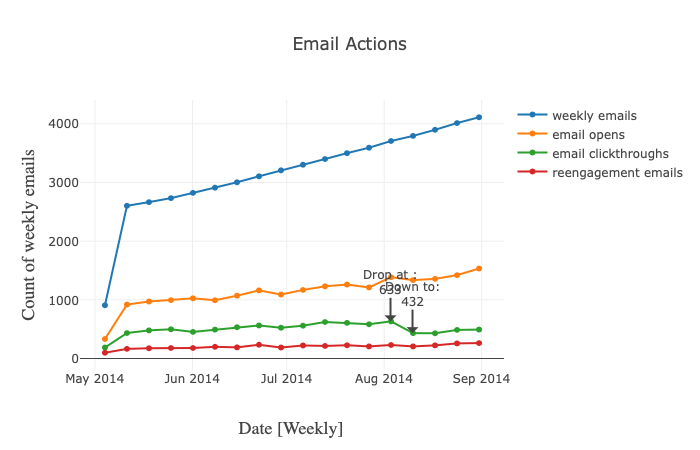 Email Actions
weekly emails
email opens
email clickthroughs
reengagement emails
Count of weekly emails
4000
3000
2000
1000
0
Drop at :
633
Down to:
432
May 2014
Jun 2014
Jul 2014
Aug 2014
Sep 2014
Date [Weekly]